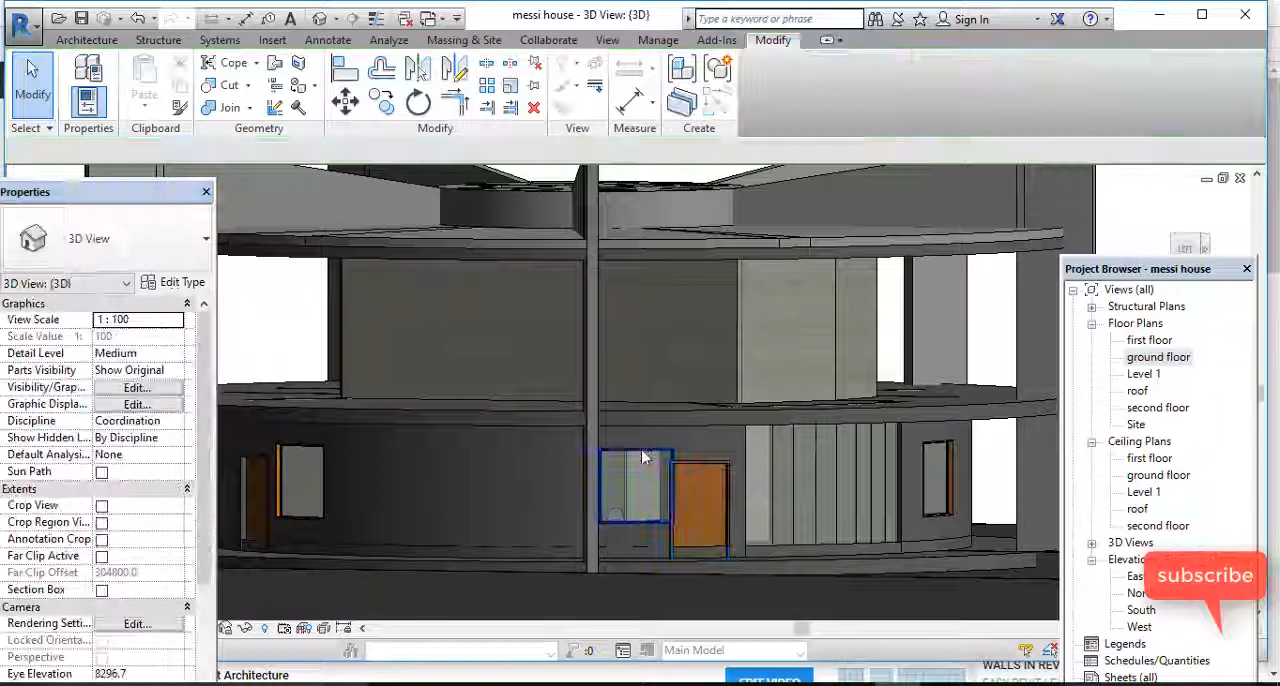 messi house - 3D View: {3D}
Type a keyword or phrase
Sign In
Architecture Structure Systems Insert Annotate Analyze Massing & Site Collaborate View Manage Add-Ins Modify
Modify
Paste
Cope
Cut
Join
Select Properties Clipboard Geometry Modify View Measure Create
Properties
3D View
3D View: {3D}
Edit Type
Graphics
View Scale 1 : 100
Scale Value 1: 100
Detail Level Medium
Parts Visibility Show Original
Visibility/Grap... Edit...
Graphic Displa... Edit...
Discipline Coordination
Show Hidden L... By Discipline
Default Analysi... None
Sun Path
Extents
Crop View
Crop Region Vi...
Annotation Crop
Far Clip Active
Far Clip Offset 304800.0
Section Box
Camera
Rendering Setti... Edit...
Locked Orienta...
Perspective
Eye Elevation 8296.7
LEFT
Project Browser - messi house
Views (all)
Structural Plans
Floor Plans
first floor
ground floor
Level 1
roof
second floor
Site
Ceiling Plans
first floor
ground floor
Level 1
roof
second floor
3D Views
Elevatio
Eas
Nor
South
West
Legends
Schedules/Quantities
Sheets (all)
subscribe
:0
Main Model
t Architecture
EDIT VIDEO
WALLS IN REV